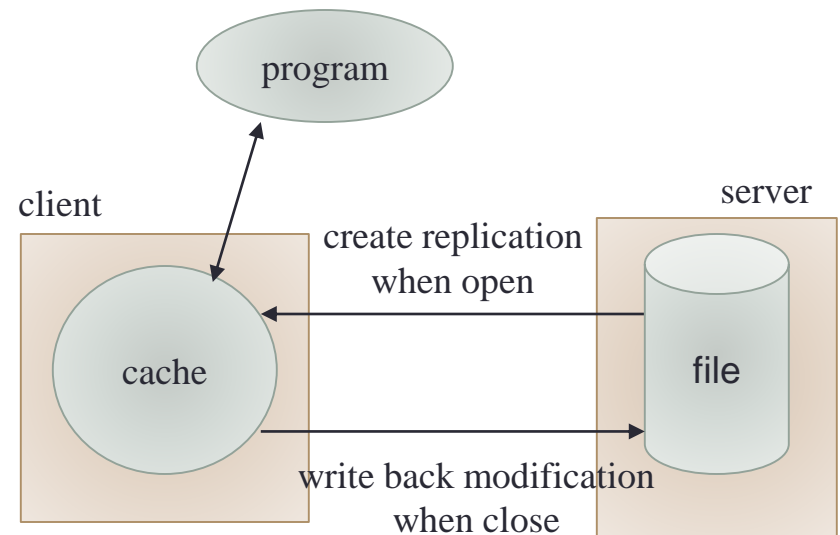 program
client
server
create replication
when open
cache
file
write back modification
when close